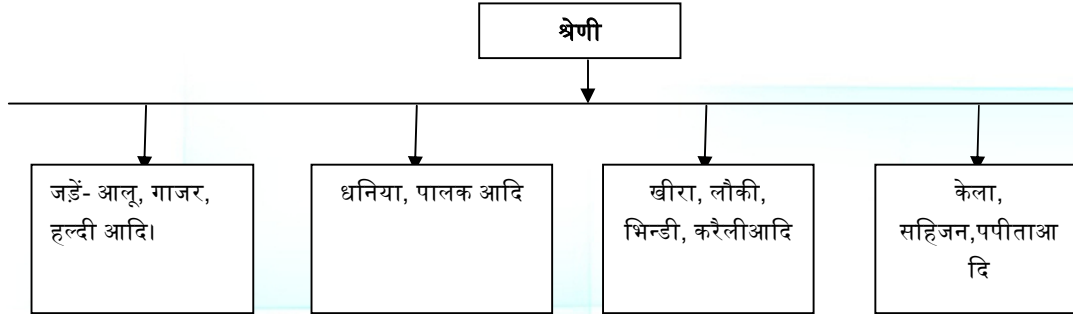 श्रेणी
जड़ें- आलू, गाजर,
हल्दी आदि।
धनिया, पालक आदि
खीरा, लौकी,
भिन्डी, करैलीआदि
केला,
सहिजन,पपीताआ
दि